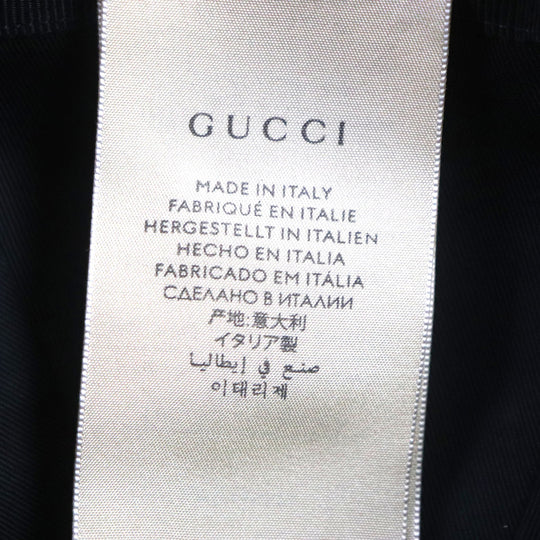 GUCCI
MADE IN ITALY
FABRIQUÉ EN ITALIE
HERGESTELLT IN ITALIEN
HECHO EN ITALIA
FABRICADO EM ITÁLIA
СДЕЛАНО В ИТАЛИИ
产地:意大利
イタリア製
صنع في إيطاليا
이태리제